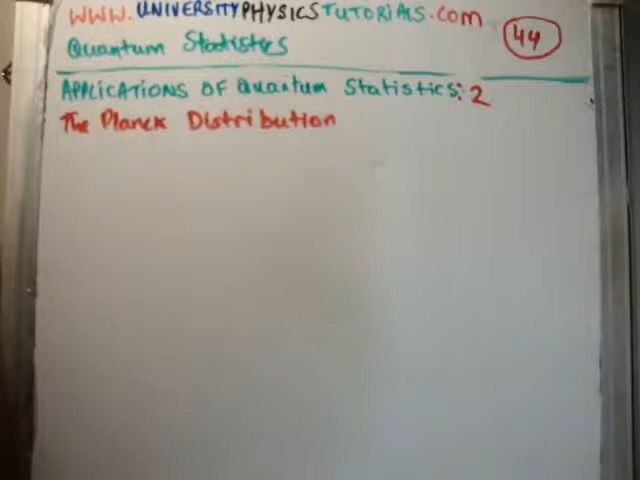 WWW.UNIVERSITYPHYSICSTUTORIALS.COM
44
Quantum Statistics
APPLICATIONS OF Quantum Statistics: 2
The Planck Distribution